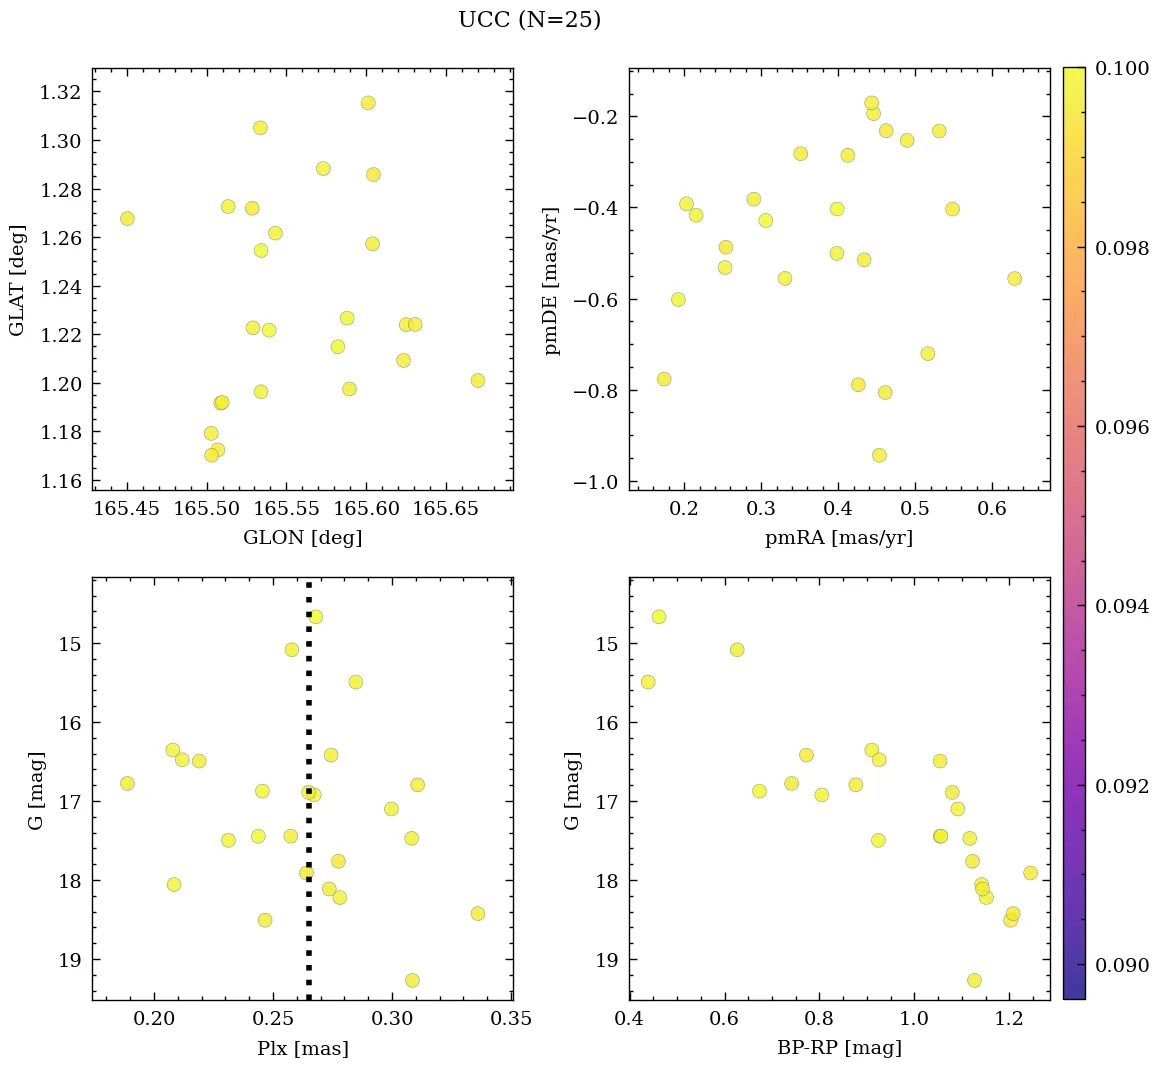 UCC (N=25)
1.32
1.30
1.28
1.26
1.24
1.22
1.20
1.18
1.16
GLAT [deg]
165.45 165.50 165.55 165.60 165.65
GLON [deg]
−0.2
−0.4
−0.6
−0.8
−1.0
pmDE [mas/yr]
0.2 0.3 0.4 0.5 0.6
pmRA [mas/yr]
0.100
0.098
0.096
0.094
0.092
0.090
15
16
17
18
19
G [mag]
0.20 0.25 0.30 0.35
Plx [mas]
15
16
17
18
19
G [mag]
0.4 0.6 0.8 1.0 1.2
BP-RP [mag]